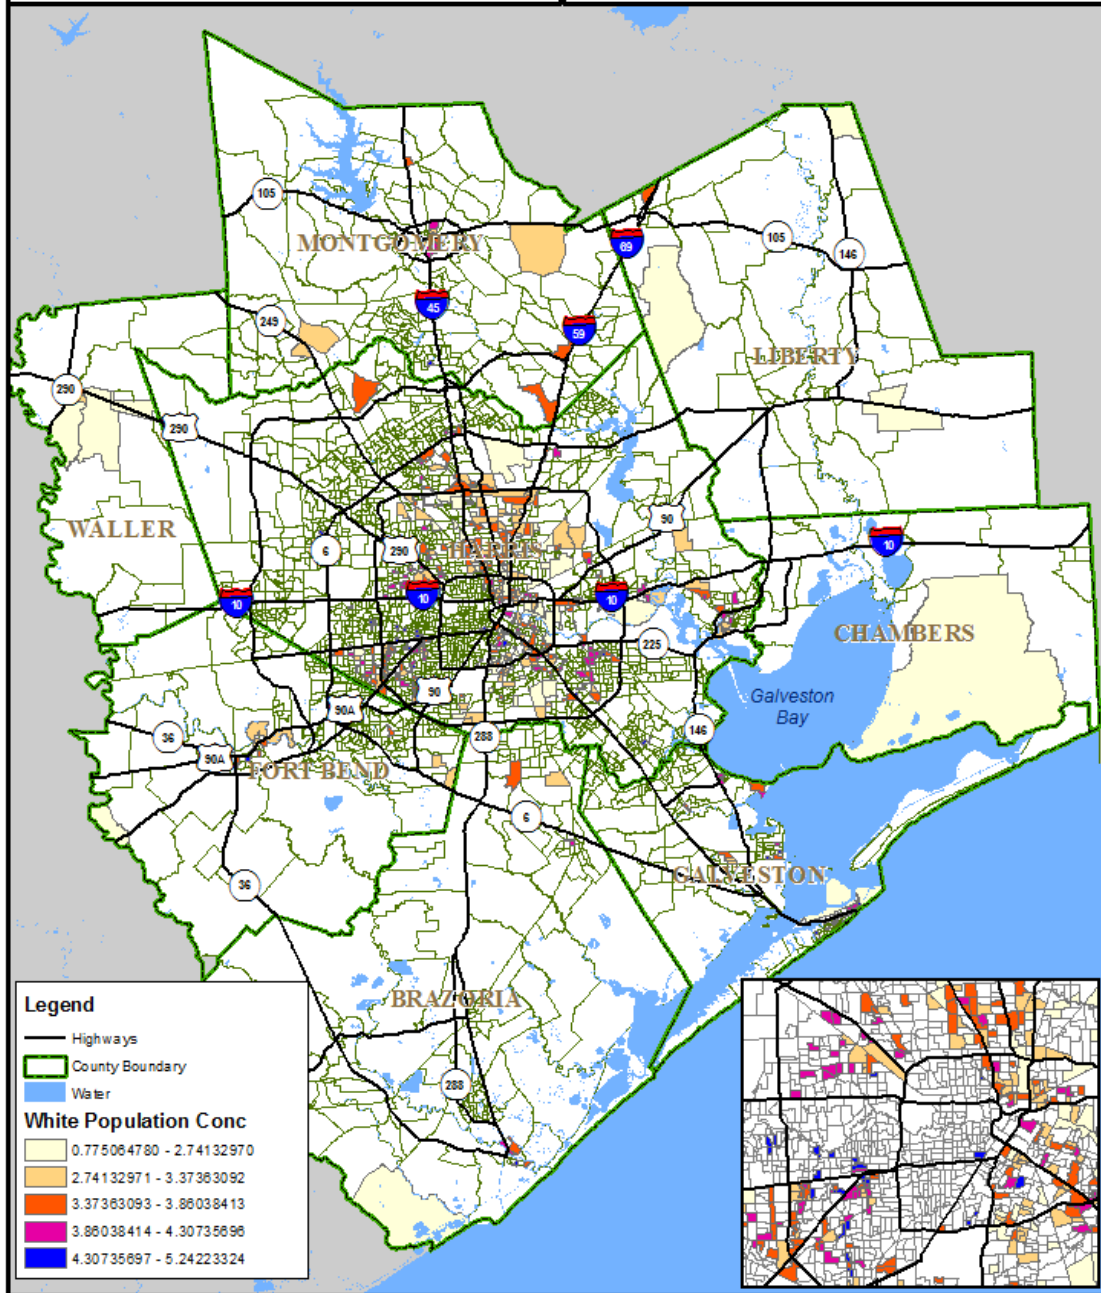 105
MONTGOMERY
69
105
146
45
249
59
LIBERTY
290
290
WALLER
90
6
290
HARRIS
10
10
10
10
CHAMBERS
225
90
Galveston
Bay
90A
36
146
288
90A
FORT BEND
6
GALVESTON
36
BRAZORIA
288
Legend
Highways
County Boundary
Water
White Population Conc
0.775064780 - 2.74132970
2.74132971 - 3.37363092
3.37363093 - 3.86038413
3.86038414 - 4.30735696
4.30735697 - 5.24223324